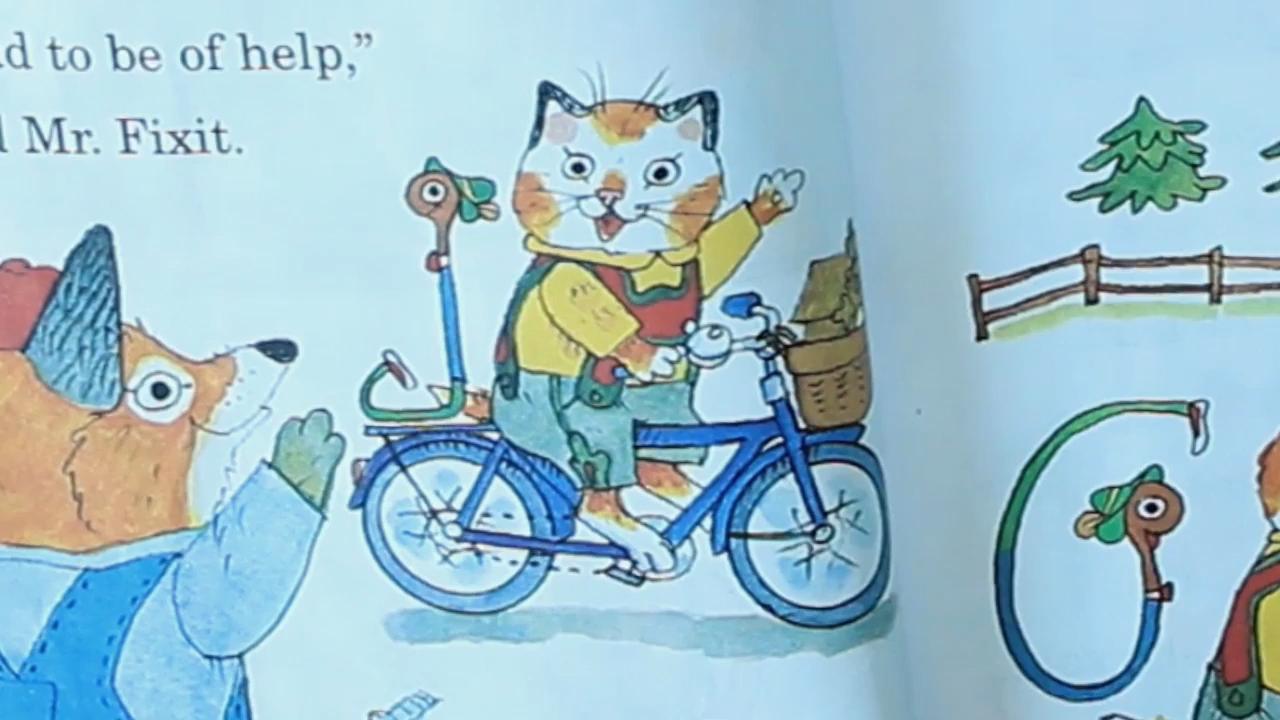 to be of help,”
Mr. Fixit.